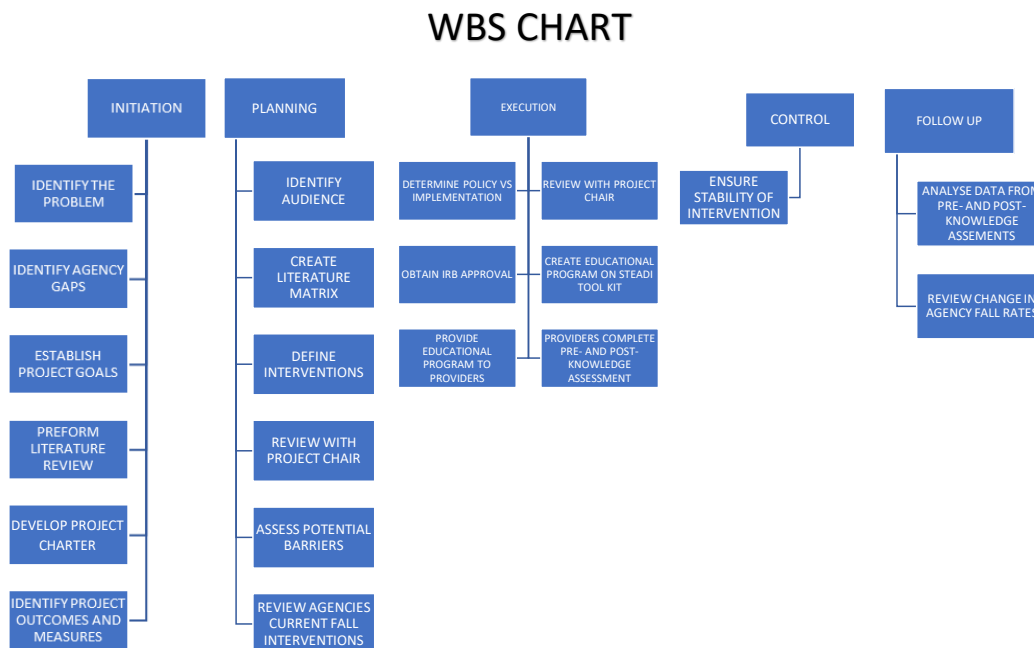 WBS CHART
INITIATION
IDENTIFY THE
PROBLEM
IDENTIFY AGENCY
GAPS
ESTABLISH
PROJECT GOALS
PREFORM
LITERATURE
REVIEW
DEVELOP PROJECT
CHARTER
IDENTIFY PROJECT
OUTCOMES AND
MEASURES
PLANNING
IDENTIFY
AUDIENCE
CREATE
LITERATURE
MATRIX
DEFINE
INTERVENTIONS
REVIEW WITH
PROJECT CHAIR
ASSESS POTENTIAL
BARRIERS
REVIEW AGENCIES
CURRENT FALL
INTERVENTIONS
EXECUTION
DETERMINE POLICY VS
IMPLEMENTATION
REVIEW WITH PROJECT
CHAIR
OBTAIN IRB APPROVAL
CREATE EDUCATIONAL
PROGRAM ON STEADI
TOOL KIT
PROVIDE
EDUCATIONAL
PROGRAM TO
PROVIDERS
PROVIDERS COMPLETE
PRE- AND POST-
KNOWLEDGE
ASSESSMENT
CONTROL
ENSURE
STABILITY OF
INTERVENTION
FOLLOW UP
ANALYSE DATA FROM
PRE- AND POST-
KNOWLEDGE
ASSEMENTS
REVIEW CHANGE IN
AGENCY FALL RATES